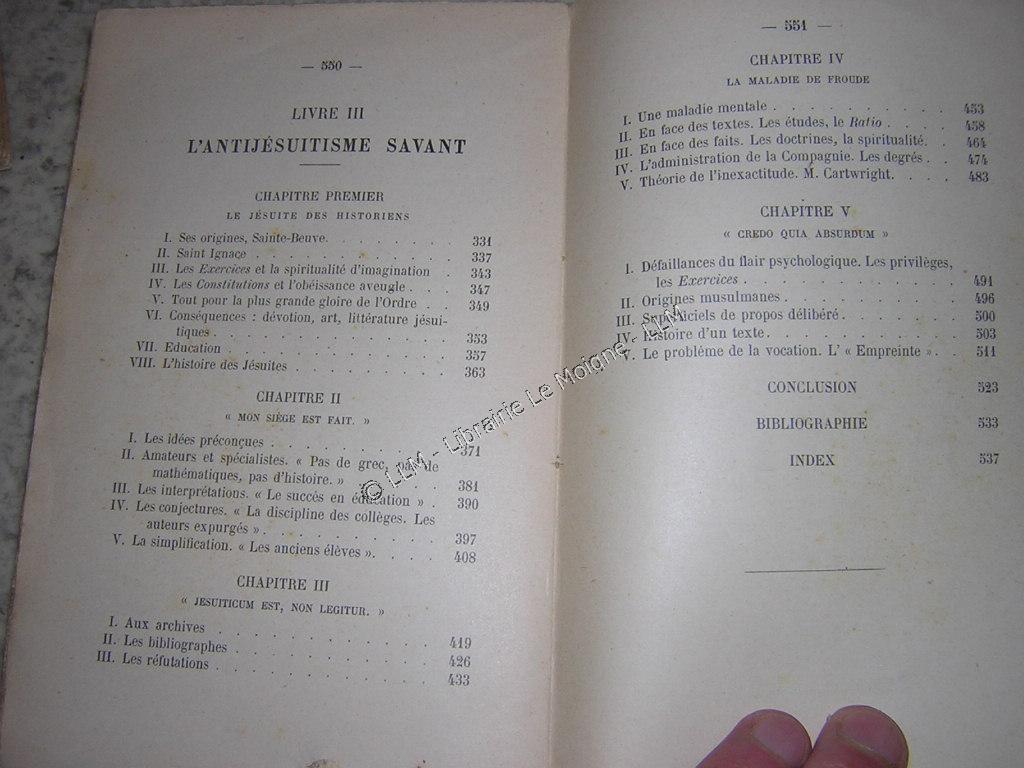 — 550 —
LIVRE III
L'ANTIJÉSUITISME SAVANT
CHAPITRE PREMIER
LE JÉSUITE DES HISTORIENS
I. Ses origines, Sainte-Beuve. . . . . . . . 331
II. Saint Ignace . . . . . . . . . . . . 337
III. Les Exercices et la spiritualité d'imagination . 343
IV. Les Constitutions et l'obéissance aveugle . . . 347
V. Tout pour la plus grande gloire de l'Ordre . . 349
VI. Conséquences : dévotion, art, littérature jésui-
tiques . . . . . . . . . . . . . 353
VII. Education . . . . . . . . . . . . 357
VIII. L'histoire des Jésuites . . . . . . . . . 363
CHAPITRE II
« MON SIÈGE EST FAIT. »
I. Les idées préconçues . . . . . . . . . 371
II. Amateurs et spécialistes. « Pas de grec, pas de
mathématiques, pas d'histoire. » . . . . . 381
III. Les interprétations. « Le succès en éducation » . 390
IV. Les conjectures. « La discipline des collèges. Les
auteurs expurgés » . . . . . . . . . . 397
V. La simplification. « Les anciens élèves ». . . . 408
CHAPITRE III
« JESUITICUM EST, NON LEGITUR. »
I. Aux archives . . . . . . . . . . . 419
II. Les bibliographes . . . . . . . . . . 426
III. Les réfutations . . . . . . . . . . . 433
— 551 —
CHAPITRE IV
LA MALADIE DE FROUDE
I. Une maladie mentale . . . . . . . . . 453
II. En face des textes. Les études, le Ratio . . . . 458
III. En face des faits. Les doctrines, la spiritualité. . 464
IV. L'administration de la Compagnie. Les degrés . . 474
V. Théorie de l'inexactitude. M. Cartwright. . . . 483
CHAPITRE V
« CREDO QUIA ABSURDUM »
I. Défaillances du flair psychologique. Les privilèges,
les Exercices . . . . . . . . . . . . 491
II. Origines musulmanes . . . . . . . . . . 496
III. Superficiels de propos délibéré. . . . . . . 500
IV. Histoire d'un texte. . . . . . . . . . . 503
V. Le problème de la vocation. L' « Empreinte ». . 511
CONCLUSION 523
BIBLIOGRAPHIE 533
INDEX 537
© LLM - Librairie Le Moigne - LLM